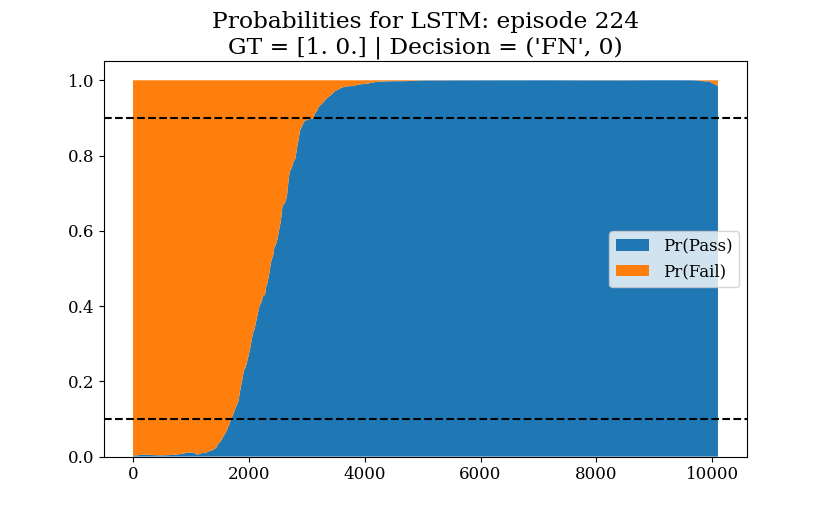 Probabilities for LSTM: episode 224
GT = [1. 0.] | Decision = ('FN', 0)
1.0
0.8
0.6
0.4
0.2
0.0
Pr(Pass)
Pr(Fail)
0 2000 4000 6000 8000 10000